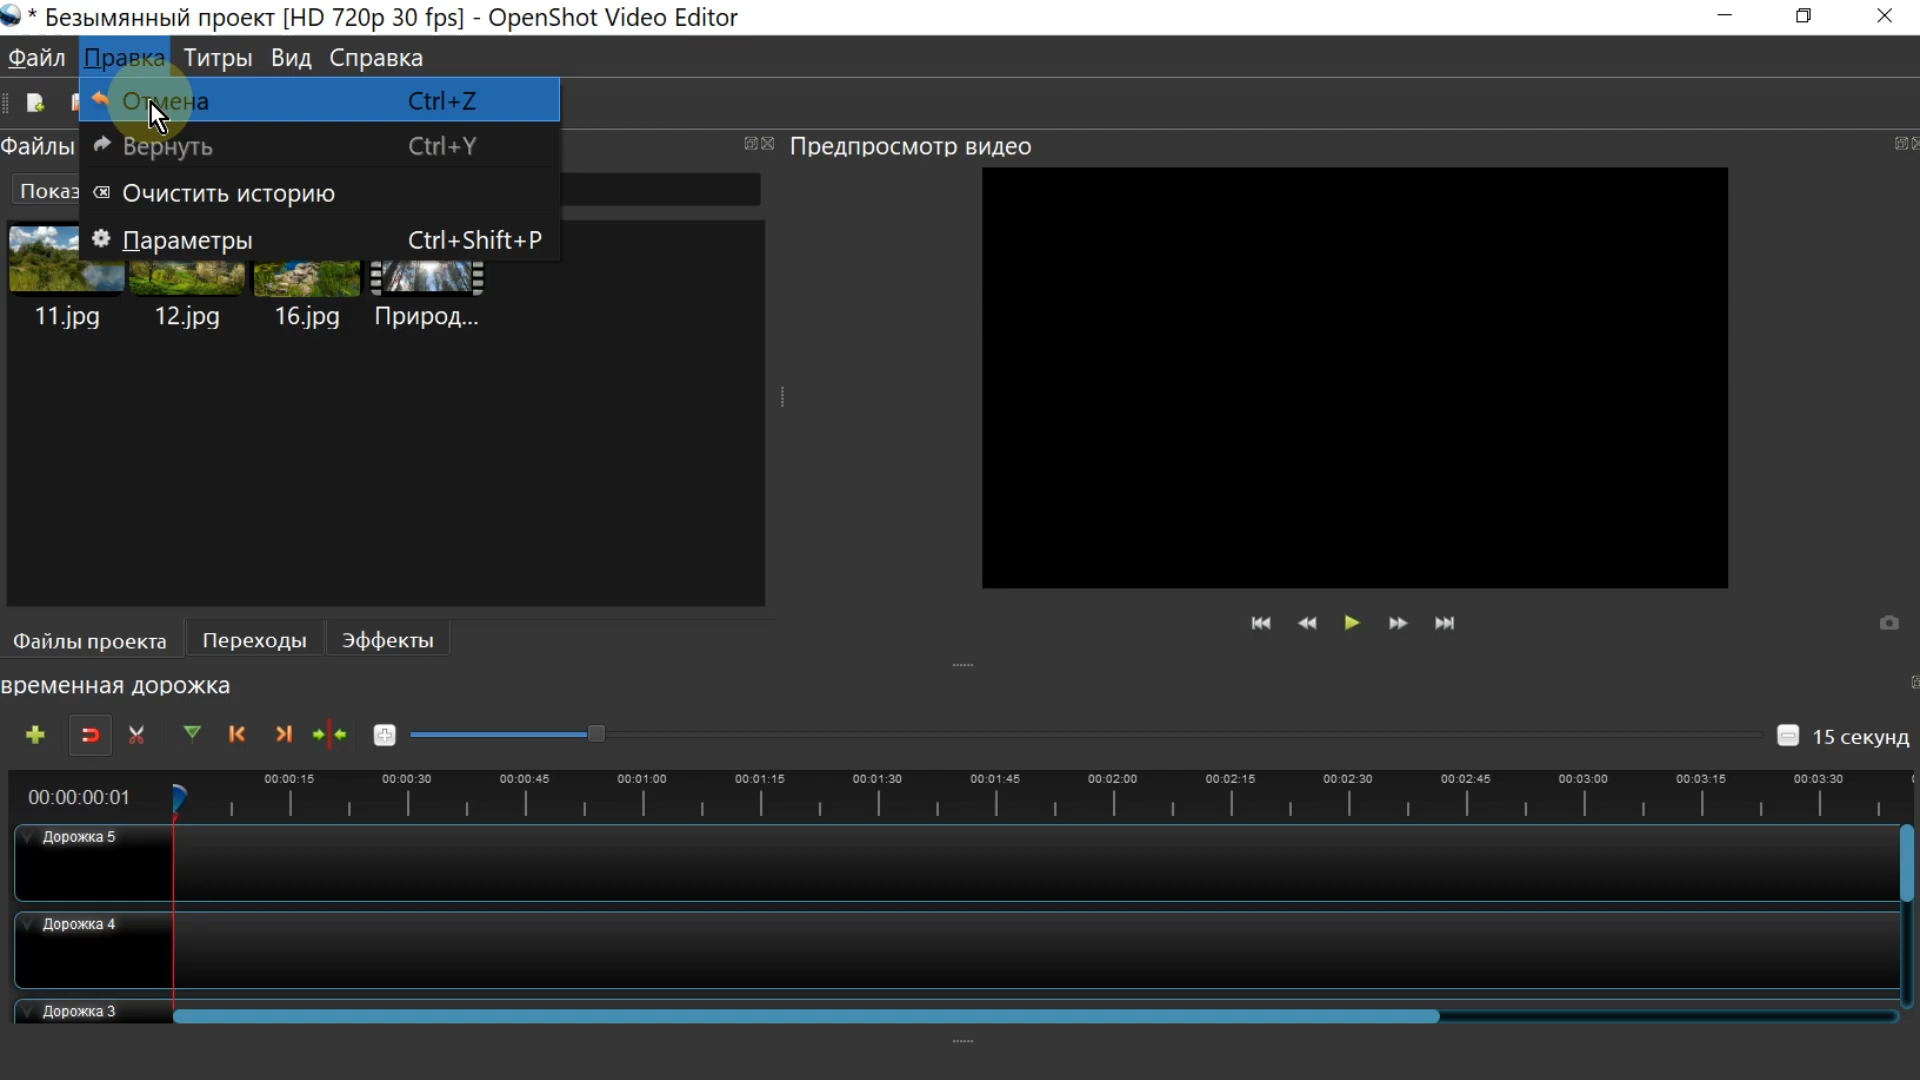 * Безымянный проект [HD 720p 30 fps] - OpenShot Video Editor
Файл Правка Титры Вид Справка
Отмена Ctrl+Z
Вернуть Ctrl+Y
Очистить историю
Параметры Ctrl+Shift+P
Файлы
Предпросмотр видео
Показ
11.jpg 12.jpg 16.jpg Природ...
Файлы проекта Переходы Эффекты
временная дорожка
15 секунд
00:00:00:01
00:00:15 00:00:30 00:00:45 00:01:00 00:01:15 00:01:30 00:01:45 00:02:00 00:02:15 00:02:30 00:02:45 00:03:00 00:03:15 00:03:30
Дорожка 5
Дорожка 4
Дорожка 3